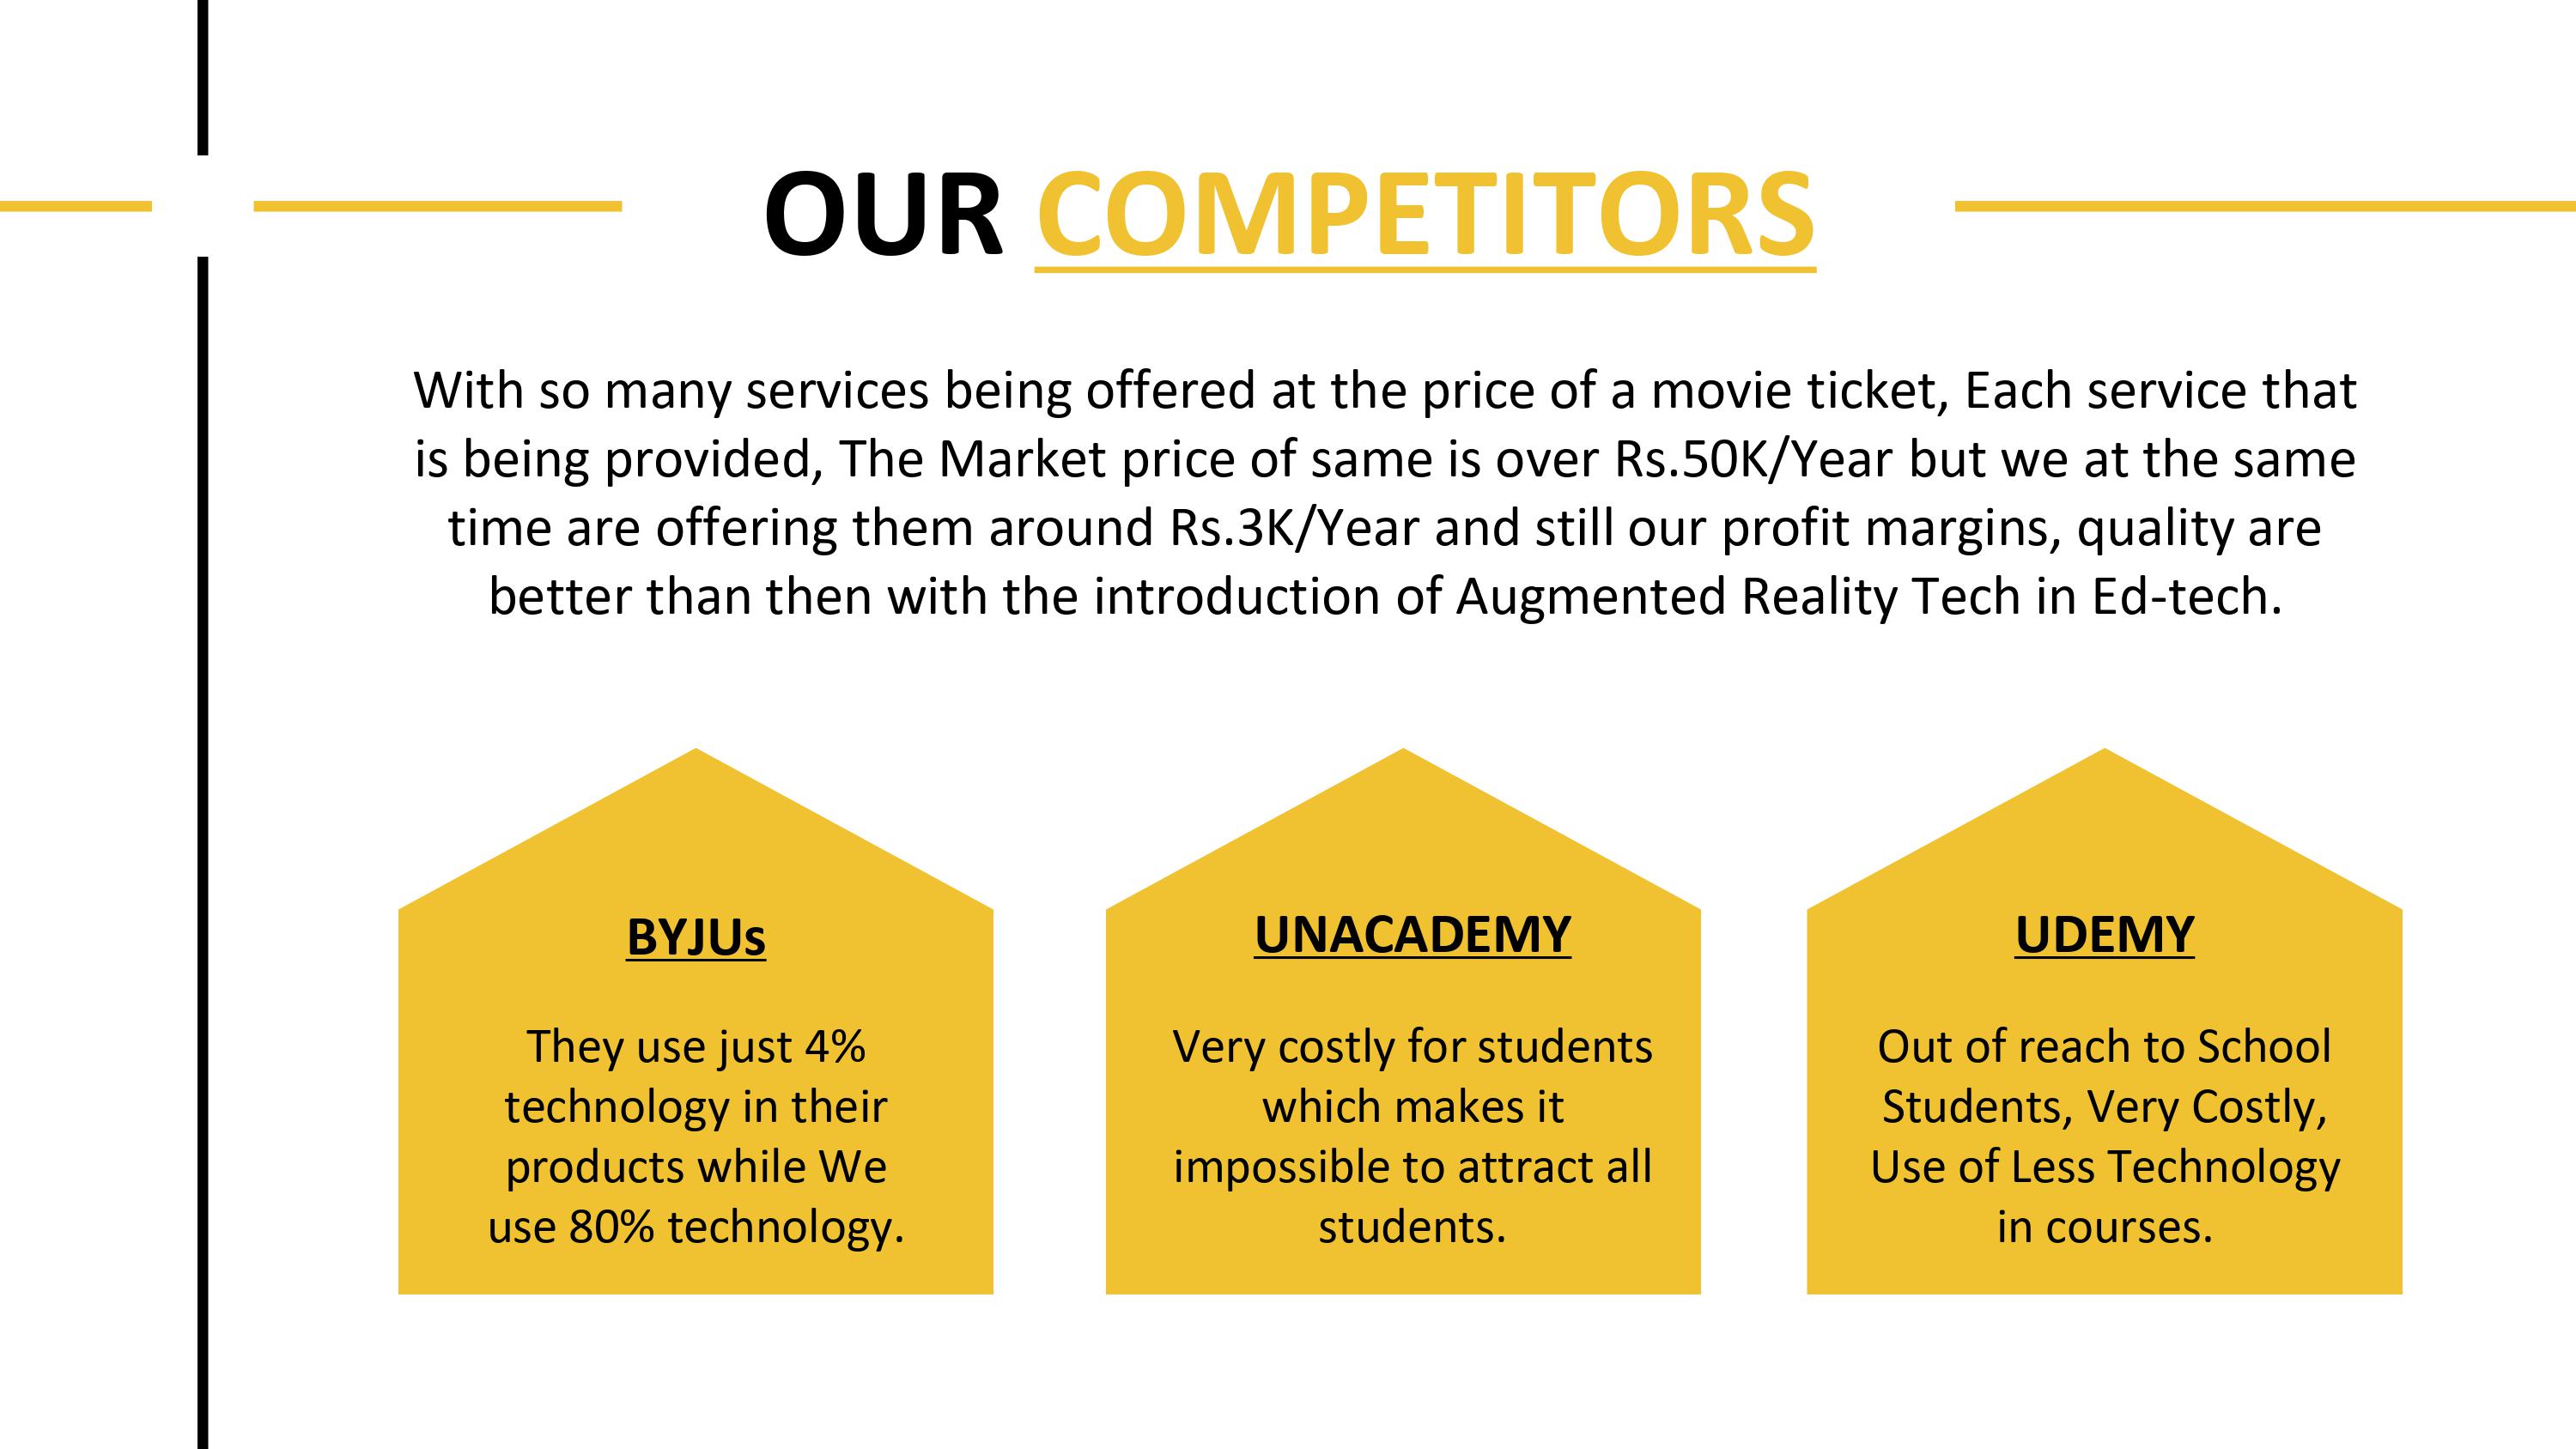 OUR COMPETITORS
With so many services being offered at the price of a movie ticket, Each service that
is being provided, The Market price of same is over Rs.50K/Year but we at the same
time are offering them around Rs.3K/Year and still our profit margins, quality are
better than then with the introduction of Augmented Reality Tech in Ed-tech.
BYJUs
They use just 4%
technology in their
products while We
use 80% technology.
UNACADEMY
Very costly for students
which makes it
impossible to attract all
students.
UDEMY
Out of reach to School
Students, Very Costly,
Use of Less Technology
in courses.